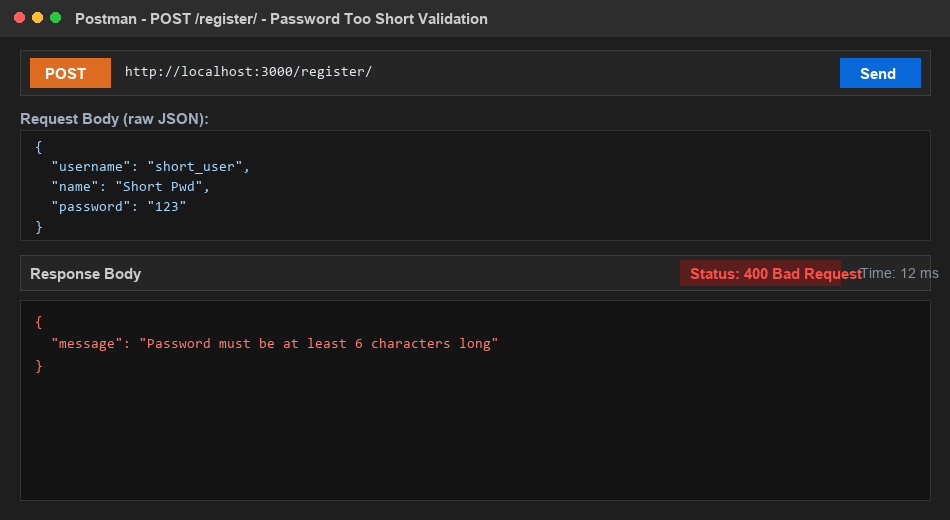 Postman - POST /register/ - Password Too Short Validation
POST http://localhost:3000/register/ Send
Request Body (raw JSON):
{
  "username": "short_user",
  "name": "Short Pwd",
  "password": "123"
}
Response Body Status: 400 Bad Request Time: 12 ms
{
  "message": "Password must be at least 6 characters long"
}